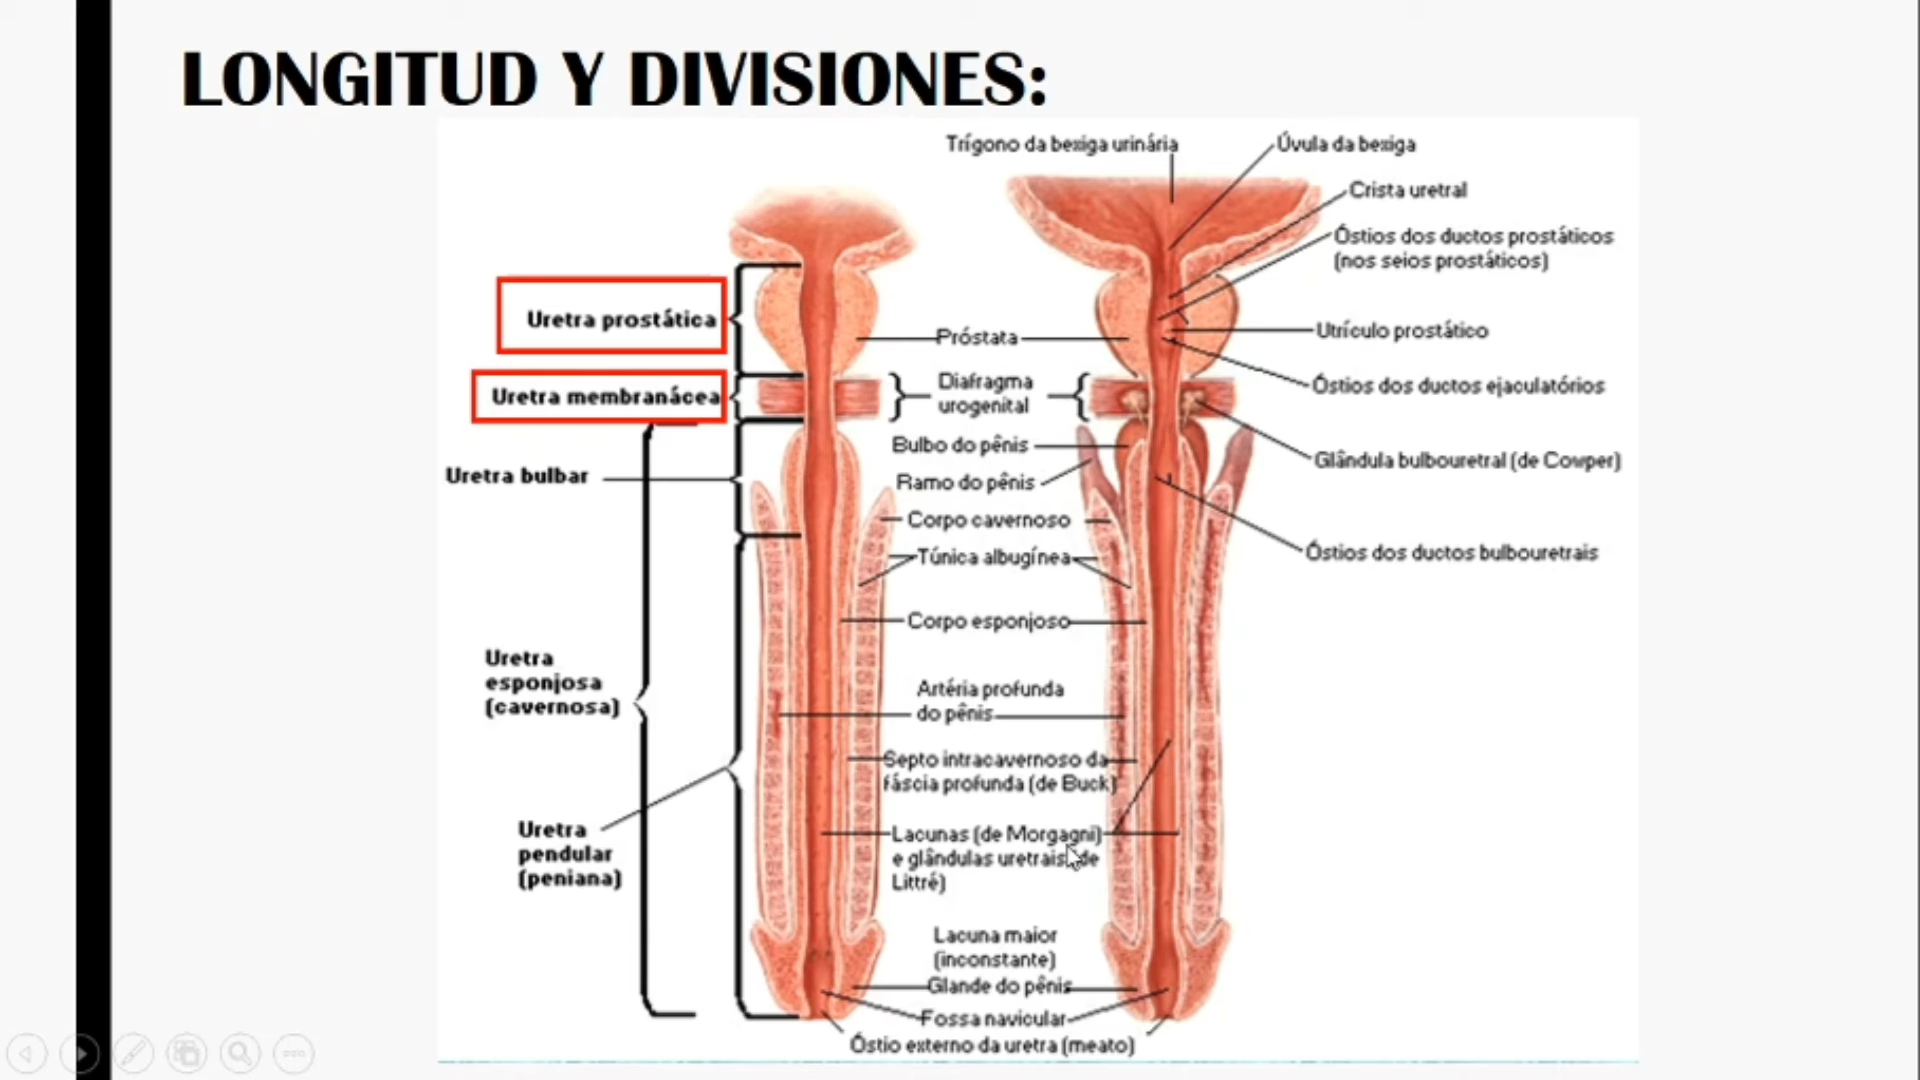 LONGITUD Y DIVISIONES:
Trígono da bexiga urinária
Úvula da bexiga
Crista uretral
Óstios dos ductos prostáticos
(nos seios prostáticos)
Uretra prostática
Próstata
Utrículo prostático
Uretra membranácea
Diafragma
urogenital
Óstios dos ductos ejaculatórios
Bulbo do pênis
Glândula bulbouretral (de Cowper)
Uretra bulbar
Ramo do pênis
Corpo cavernoso
Túnica albugínea
Óstios dos ductos bulbouretrais
Corpo esponjoso
Uretra
esponjosa
(cavernosa)
Artéria profunda
do pênis
Septo intracavernoso da
fáscia profunda (de Buck)
Uretra
pendular
(peniana)
Lacunas (de Morgagni)
e glândulas uretrais (de
Littré)
Lacuna maior
(inconstante)
Glande do pênis
Fossa navicular
Óstio externo da uretra (meato)